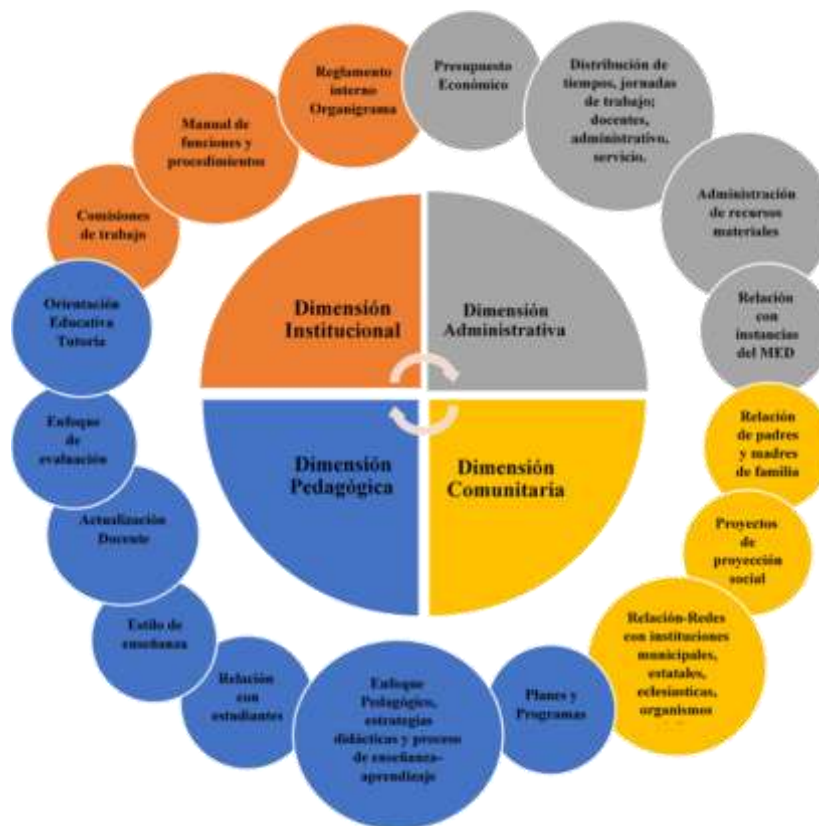 Reglamento
interno
Organigrama
Presupuesto
Económico
Distribución de
tiempos, jornadas
de trabajo;
docentes,
administrativo,
servicio.
Manual de
funciones y
procedimientos
Administración
de recursos
materiales
Comisiones
de trabajo
Relación
con
instancias
del MED
Orientación
Educativa
Tutoria
Dimensión
Institucional
Dimensión
Administrativa
Enfoque
de
evaluación
Relación
de padres
y madres
de familia
Dimensión
Pedagógica
Dimensión
Comunitaria
Actualización
Docente
Proyectos
de
proyección
social
Estilo de
enseñanza
Relación-Redes
con instituciones
municipales,
estatales,
eclesiasticas,
organismos
Relación
con
estudiantes
Enfoque
Pedagógico,
estrategias
didácticas y proceso
de enseñanza-
aprendizaje
Planes y
Programas